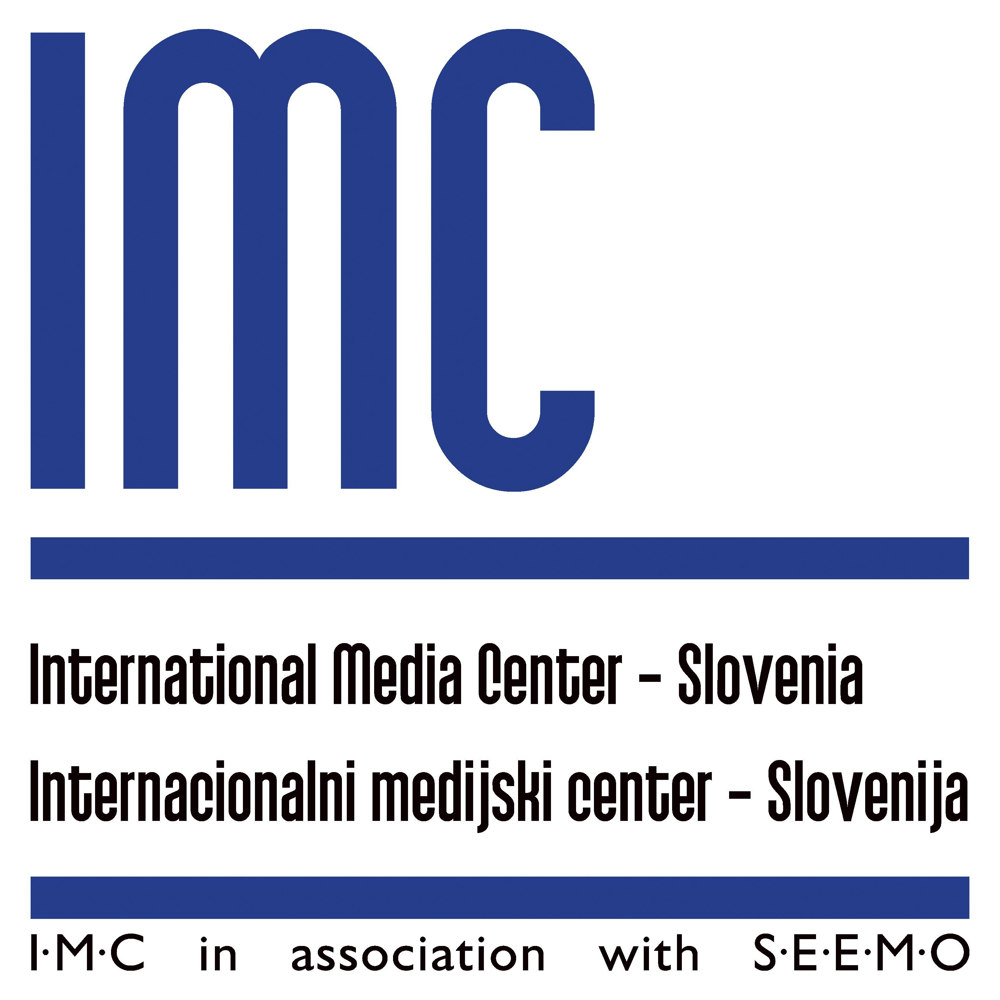 IMC
International Media Center – Slovenia
Internacionalni medijski center – Slovenija
I·M·C in association with S·E·E·M·O